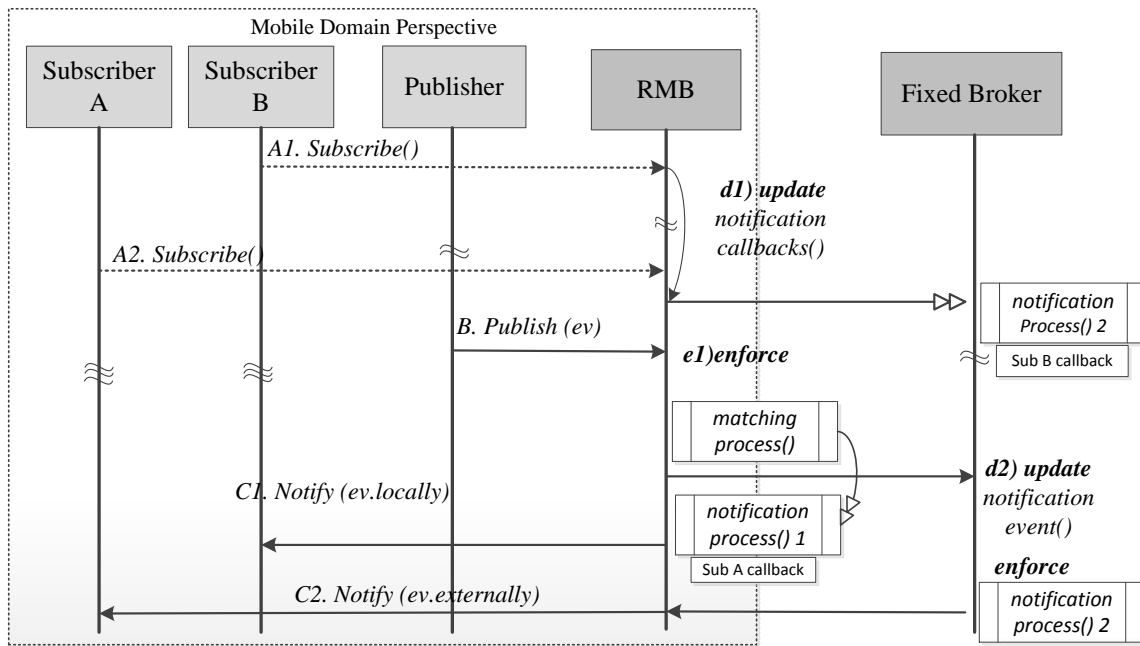 Mobile Domain Perspective
Subscriber
A
Subscriber
B
Publisher
RMB
Fixed Broker
A1. Subscribe()
d1) update
notification
callbacks()
A2. Subscribe()
notification
Process() 2
Sub B callback
B. Publish (ev)
e1)enforce
matching
process()
d2) update
notification
event()
C1. Notify (ev.locally)
notification
process() 1
Sub A callback
enforce
C2. Notify (ev.externally)
notification
process() 2